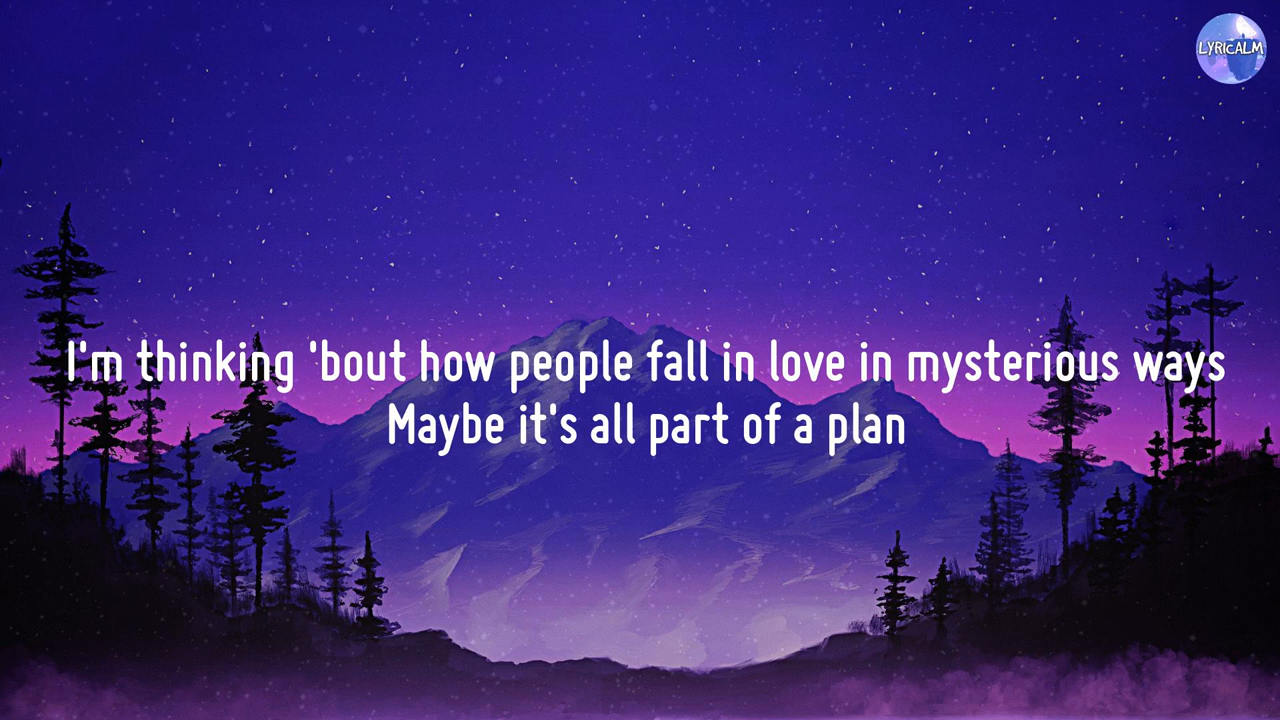 LYRICALM
I'm thinking 'bout how people fall in love in mysterious ways
Maybe it's all part of a plan